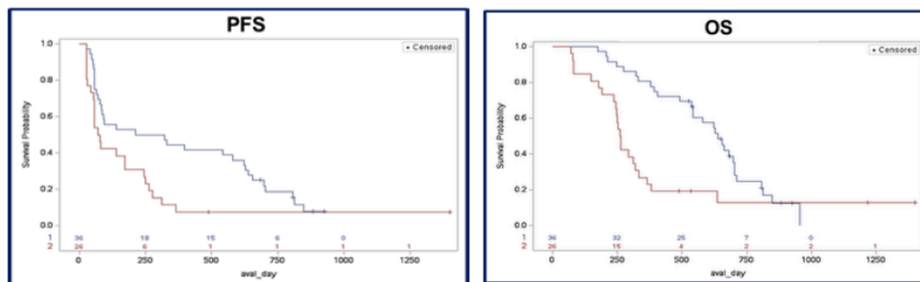 PFS
OS
+ Censored
+ Censored
1.0
0.8
0.6
0.4
0.2
0.0
Survival Probability
1 36 18 15 6 0
2 26 6 1 1 1 1
0 250 500 750 1000 1250
aval_day
1.0
0.8
0.6
0.4
0.2
0.0
Survival Probability
1 36 32 25 7 0
2 26 15 4 2 2 1
0 250 500 750 1000 1250
aval_day